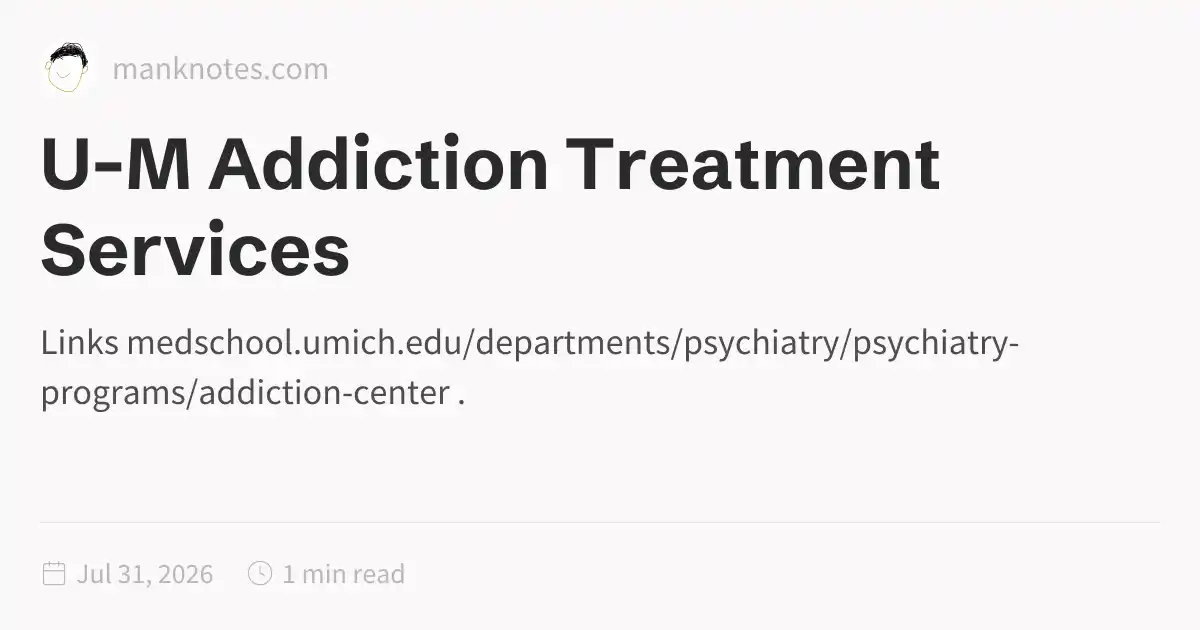 manknotes.com
U-M Addiction Treatment
Services
Links medschool.umich.edu/departments/psychiatry/psychiatry-
programs/addiction-center .
Jul 31, 2026 1 min read